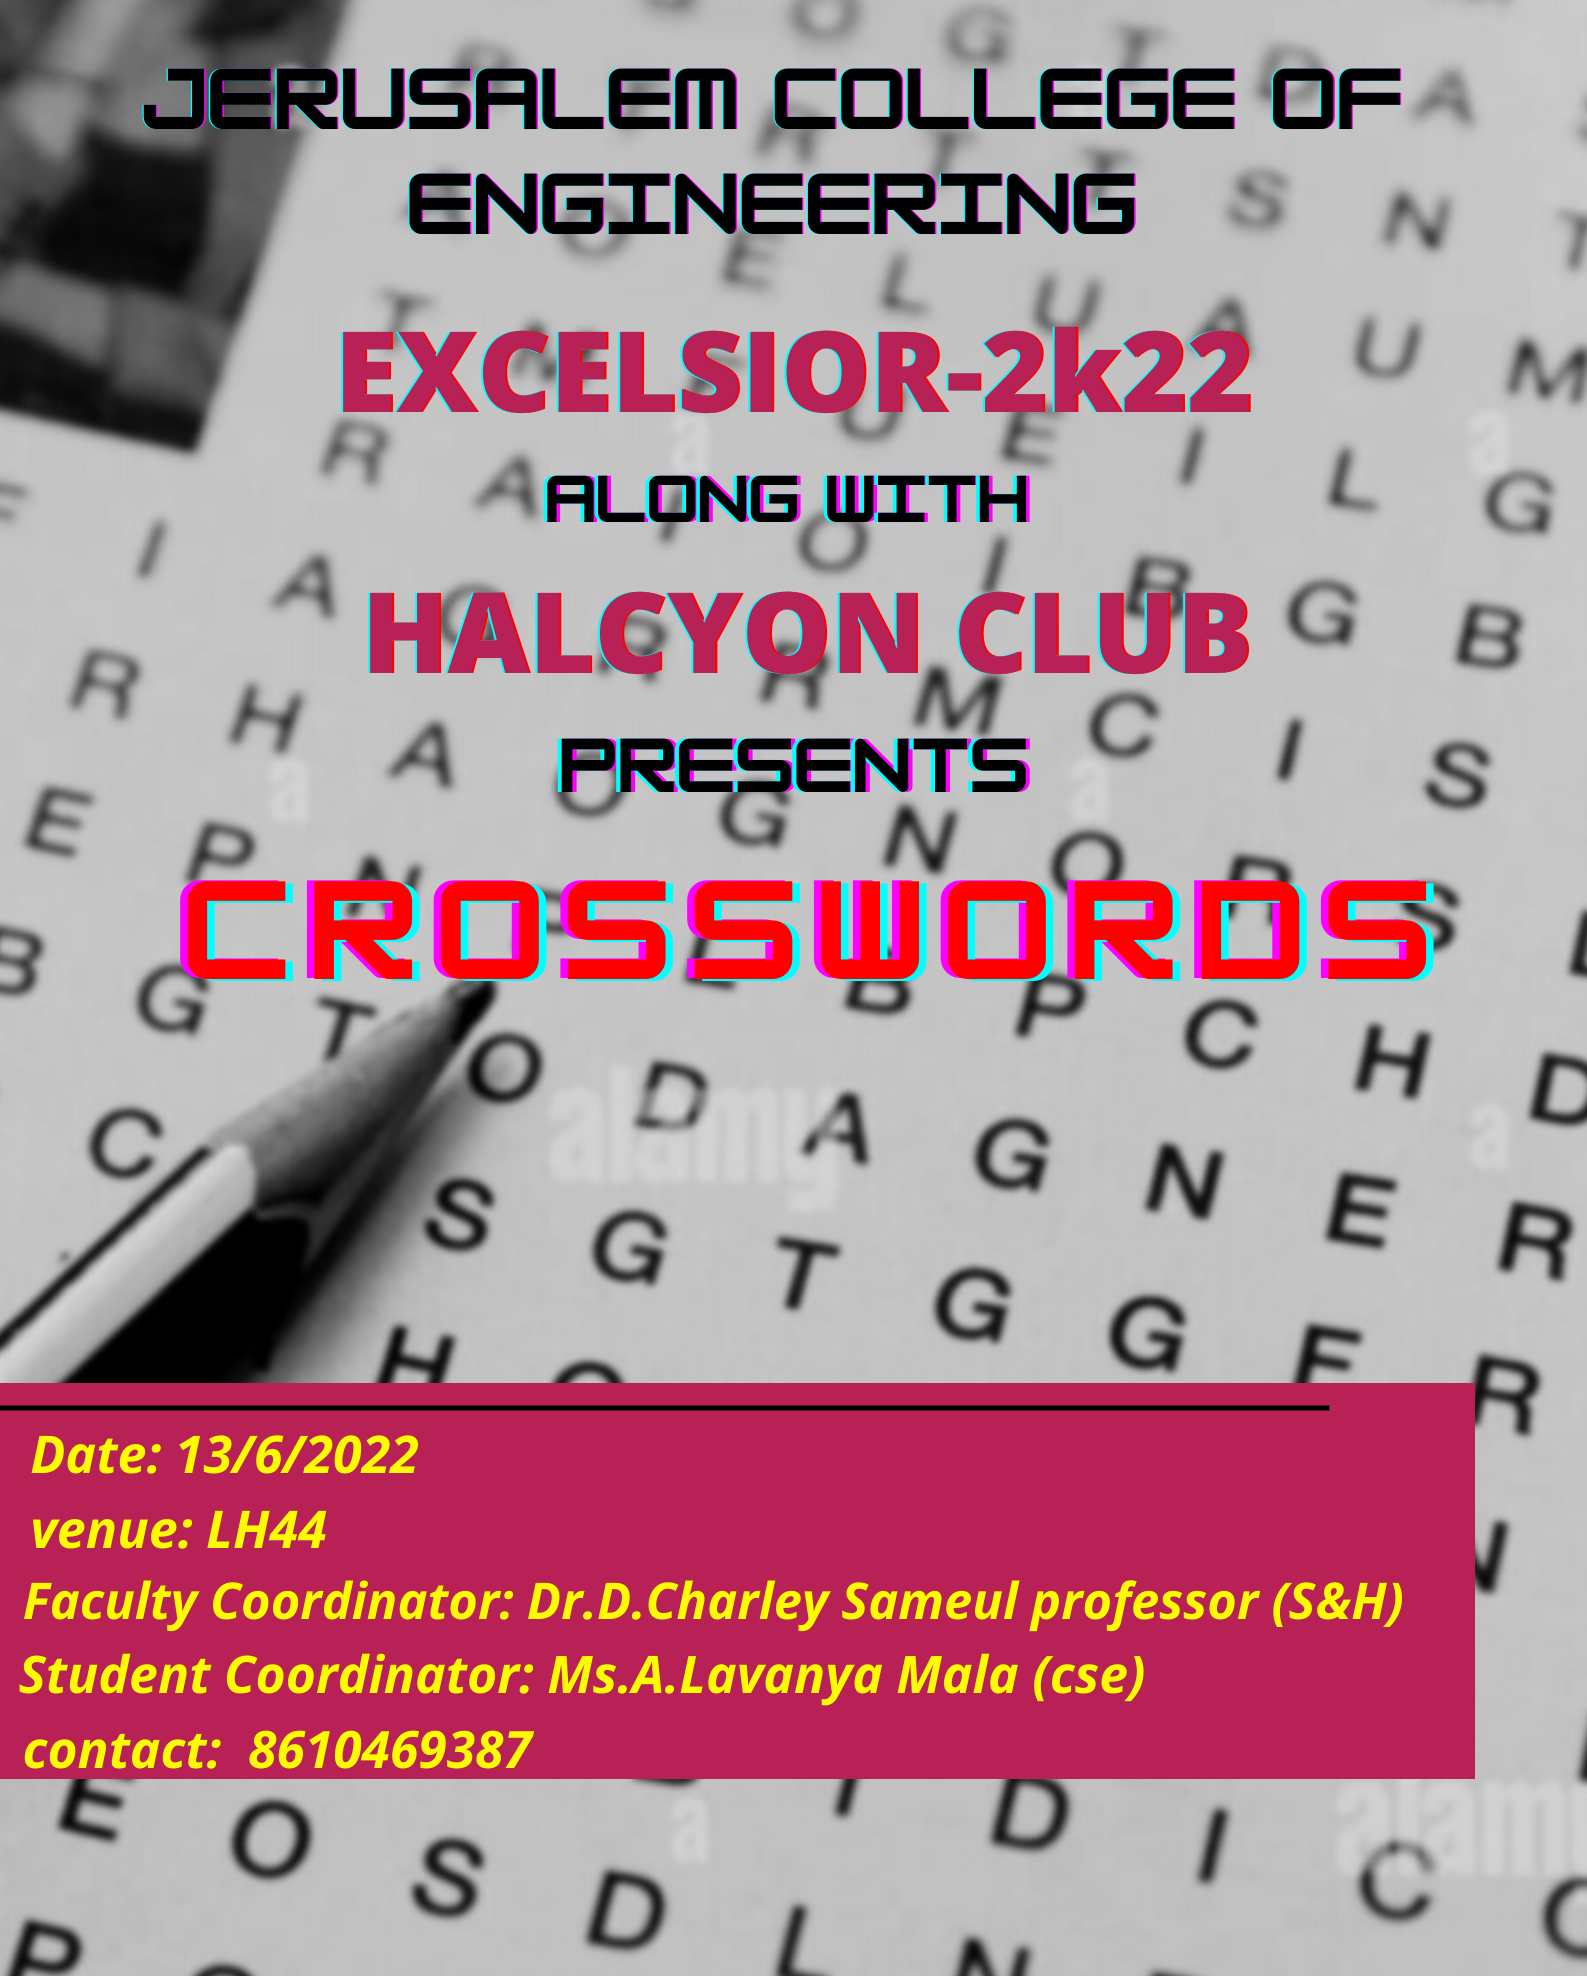 JERUSALEM COLLEGE OF
ENGINEERING
EXCELSIOR-2k22
ALONG WITH
HALCYON CLUB
PRESENTS
CROSSWORDS
alamy
Date: 13/6/2022
venue: LH44
Faculty Coordinator: Dr.D.Charley Sameul professor (S&H)
Student Coordinator: Ms.A.Lavanya Mala (cse)
contact: 8610469387